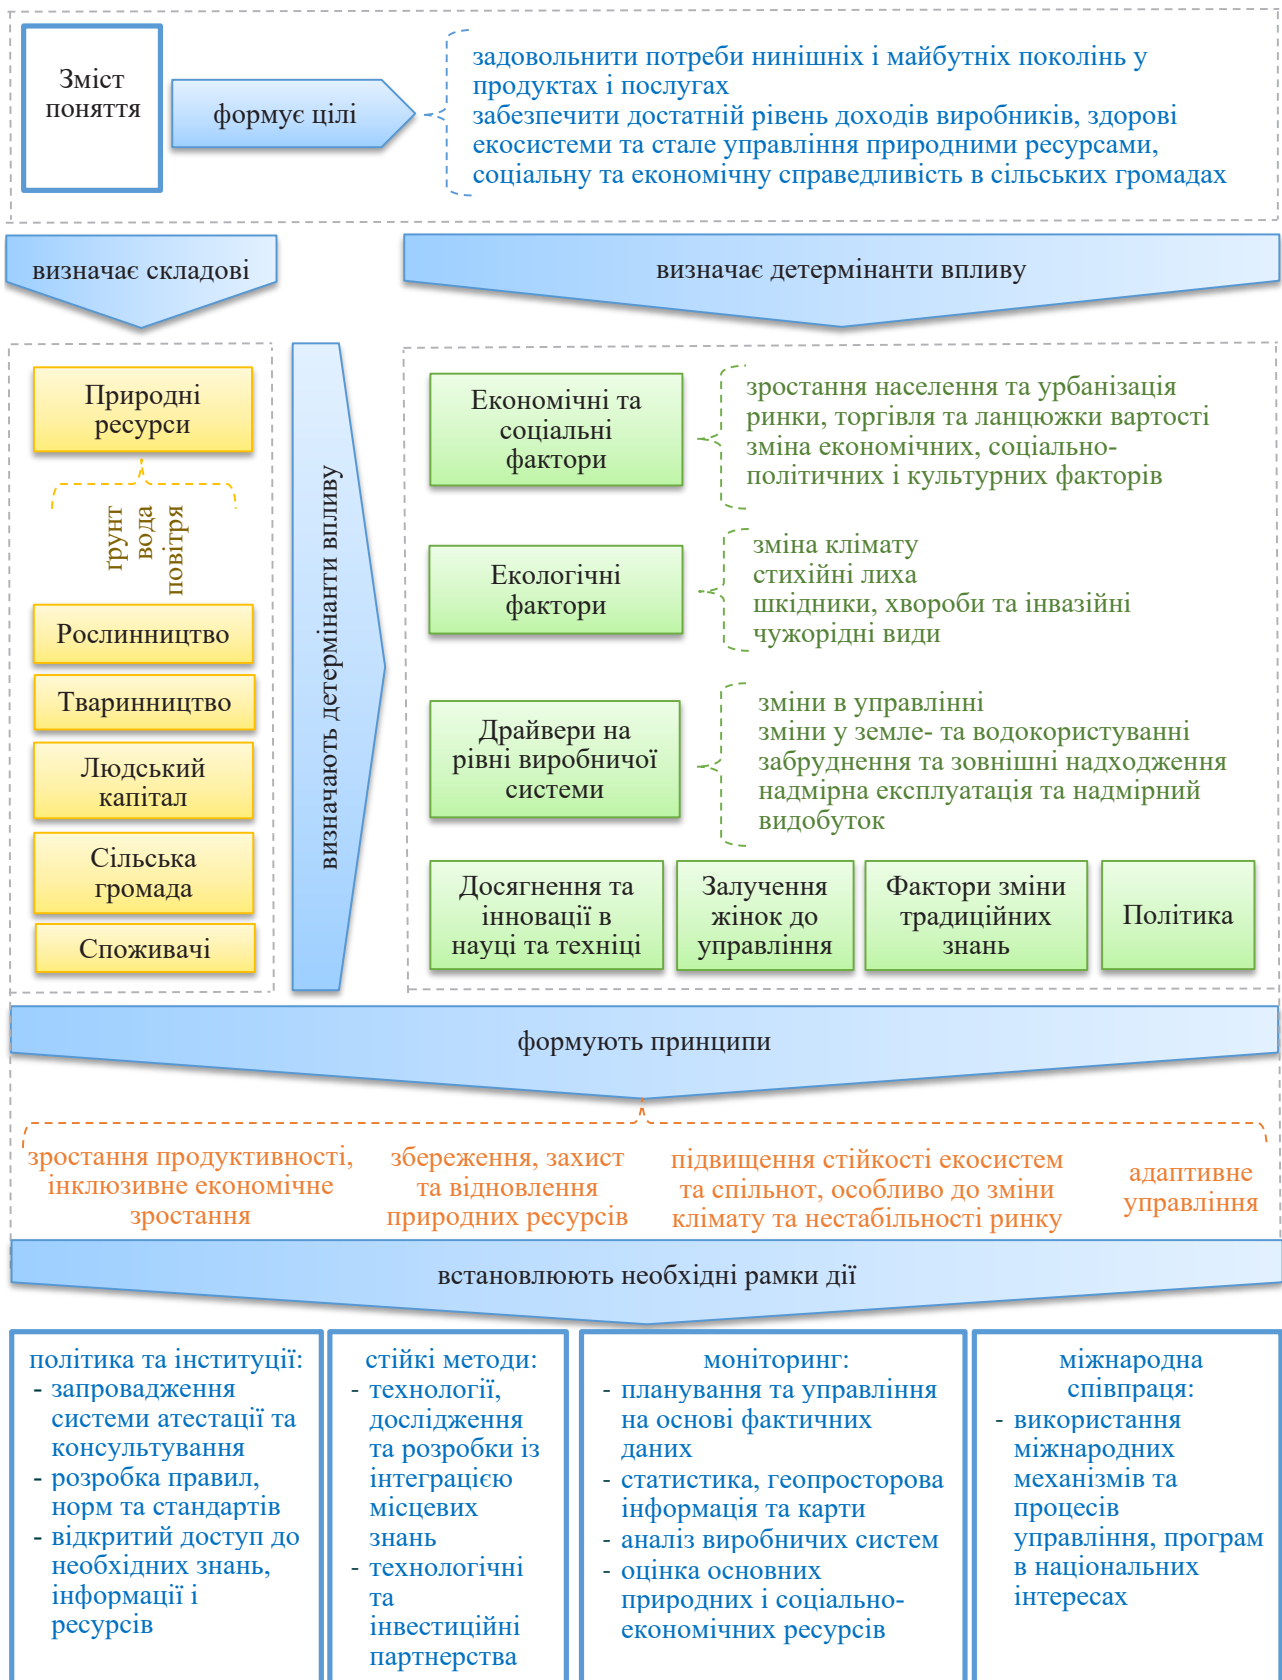 Зміст
поняття
формує цілі
задовольнити потреби нинішніх і майбутніх поколінь у
продуктах і послугах
забезпечити достатній рівень доходів виробників, здорові
екосистеми та стале управління природними ресурсами,
соціальну та економічну справедливість в сільських громадах
визначає складові
визначає детермінанти впливу
Природні
ресурси
ґрунт
вода
повітря
Рослинництво
Тваринництво
Людський
капітал
Сільська
громада
Споживачі
визначають детермінанти впливу
Економічні та
соціальні
фактори
зростання населення та урбанізація
ринки, торгівля та ланцюжки вартості
зміна економічних, соціально-
політичних і культурних факторів
Екологічні
фактори
зміна клімату
стихійні лиха
шкідники, хвороби та інвазійні
чужорідні види
Драйвери на
рівні виробничої
системи
зміни в управлінні
зміни у земле- та водокористуванні
забруднення та зовнішні надходження
надмірна експлуатація та надмірний
видобуток
Досягнення та
інновації в
науці та техніці
Залучення
жінок до
управління
Фактори зміни
традиційних
знань
Політика
формують принципи
зростання продуктивності,
інклюзивне економічне
зростання
збереження, захист
та відновлення
природних ресурсів
підвищення стійкості екосистем
та спільнот, особливо до зміни
клімату та нестабільності ринку
адаптивне
управління
встановлюють необхідні рамки дії
політика та інституції:
- запровадження
системи атестації та
консультування
- розробка правил,
норм та стандартів
- відкритий доступ до
необхідних знань,
інформації і
ресурсів
стійкі методи:
- технології,
дослідження
та розробки із
інтеграцією
місцевих
знань
- технологічні
та
інвестиційні
партнерства
моніторинг:
- планування та управління
на основі фактичних
даних
- статистика, геопросторова
інформація та карти
- аналіз виробничих систем
- оцінка основних
природних і соціально-
економічних ресурсів
міжнародна
співпраця:
- використання
міжнародних
механізмів та
процесів
управління, програм
в національних
інтересах